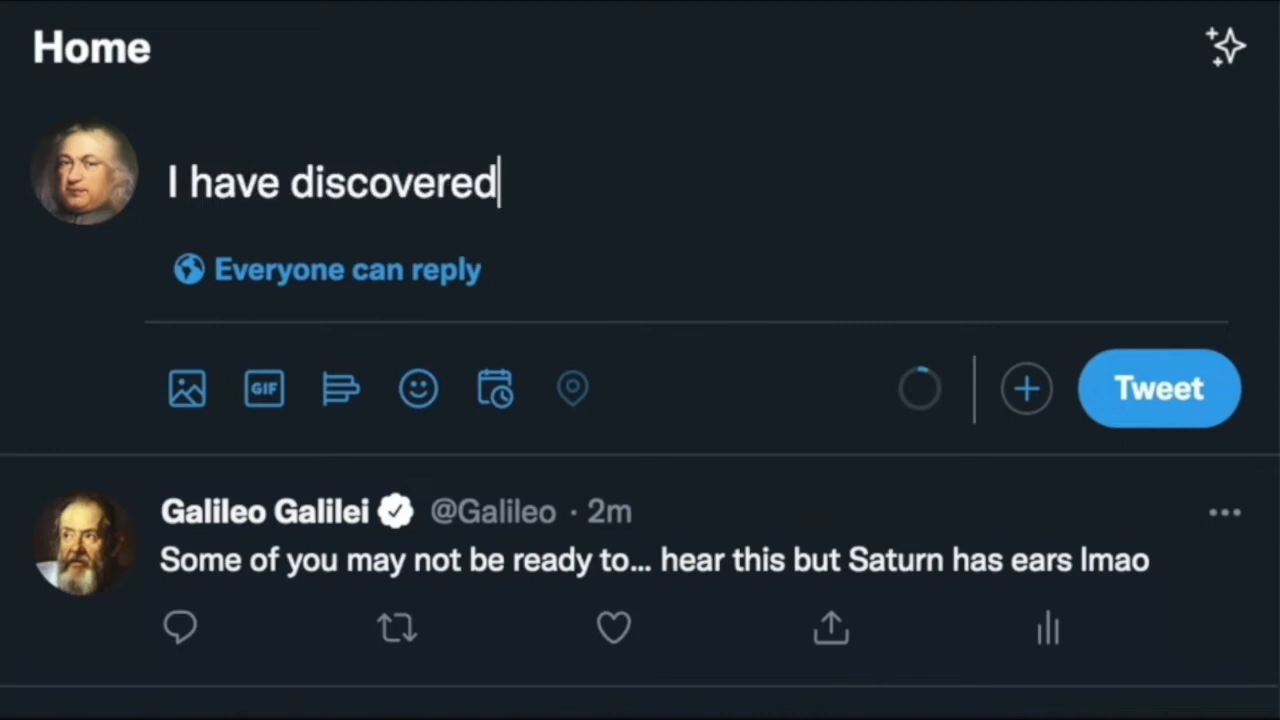 Home
I have discovered
Everyone can reply
GIF
Tweet
Galileo Galilei @Galileo · 2m
Some of you may not be ready to... hear this but Saturn has ears lmao